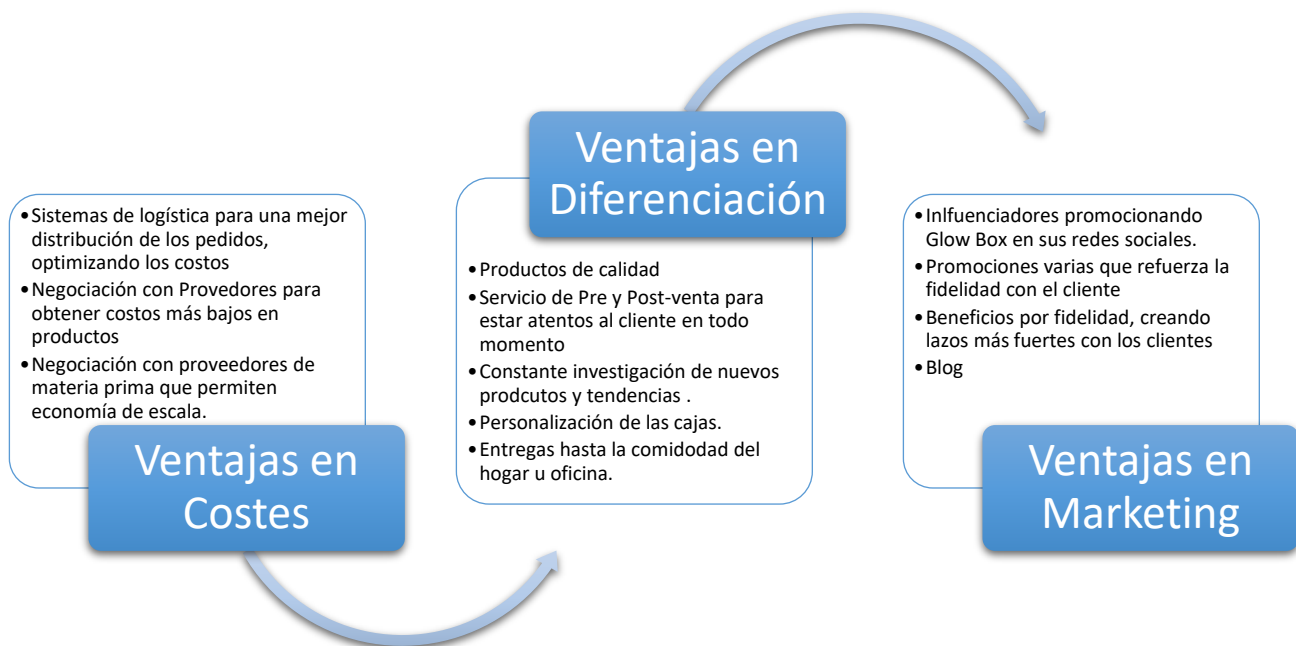 •Sistemas de logística para una mejor
distribución de los pedidos,
optimizando los costos
•Negociación con Provedores para
obtener costos más bajos en
productos
•Negociación con proveedores de
materia prima que permiten
economía de escala.
Ventajas en
Costes
Ventajas en
Diferenciación
•Productos de calidad
•Servicio de Pre y Post-venta para
estar atentos al cliente en todo
momento
•Constante investigación de nuevos
prodcutos y tendencias .
•Personalización de las cajas.
•Entregas hasta la comidodad del
hogar u oficina.
•Inlfuenciadores promocionando
Glow Box en sus redes sociales.
•Promociones varias que refuerza la
fidelidad con el cliente
•Beneficios por fidelidad, creando
lazos más fuertes con los clientes
•Blog
Ventajas en
Marketing